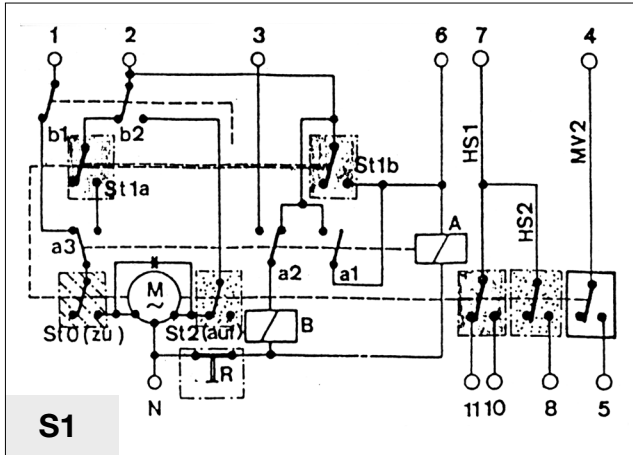 1 2 3 6 7 4
b1 b2
HS1
MV2
St1a St1b
HS2
A
a3 a2 a1
M
~
St0(zu) St2(auf) B
R
N 11 10 8 5
S1